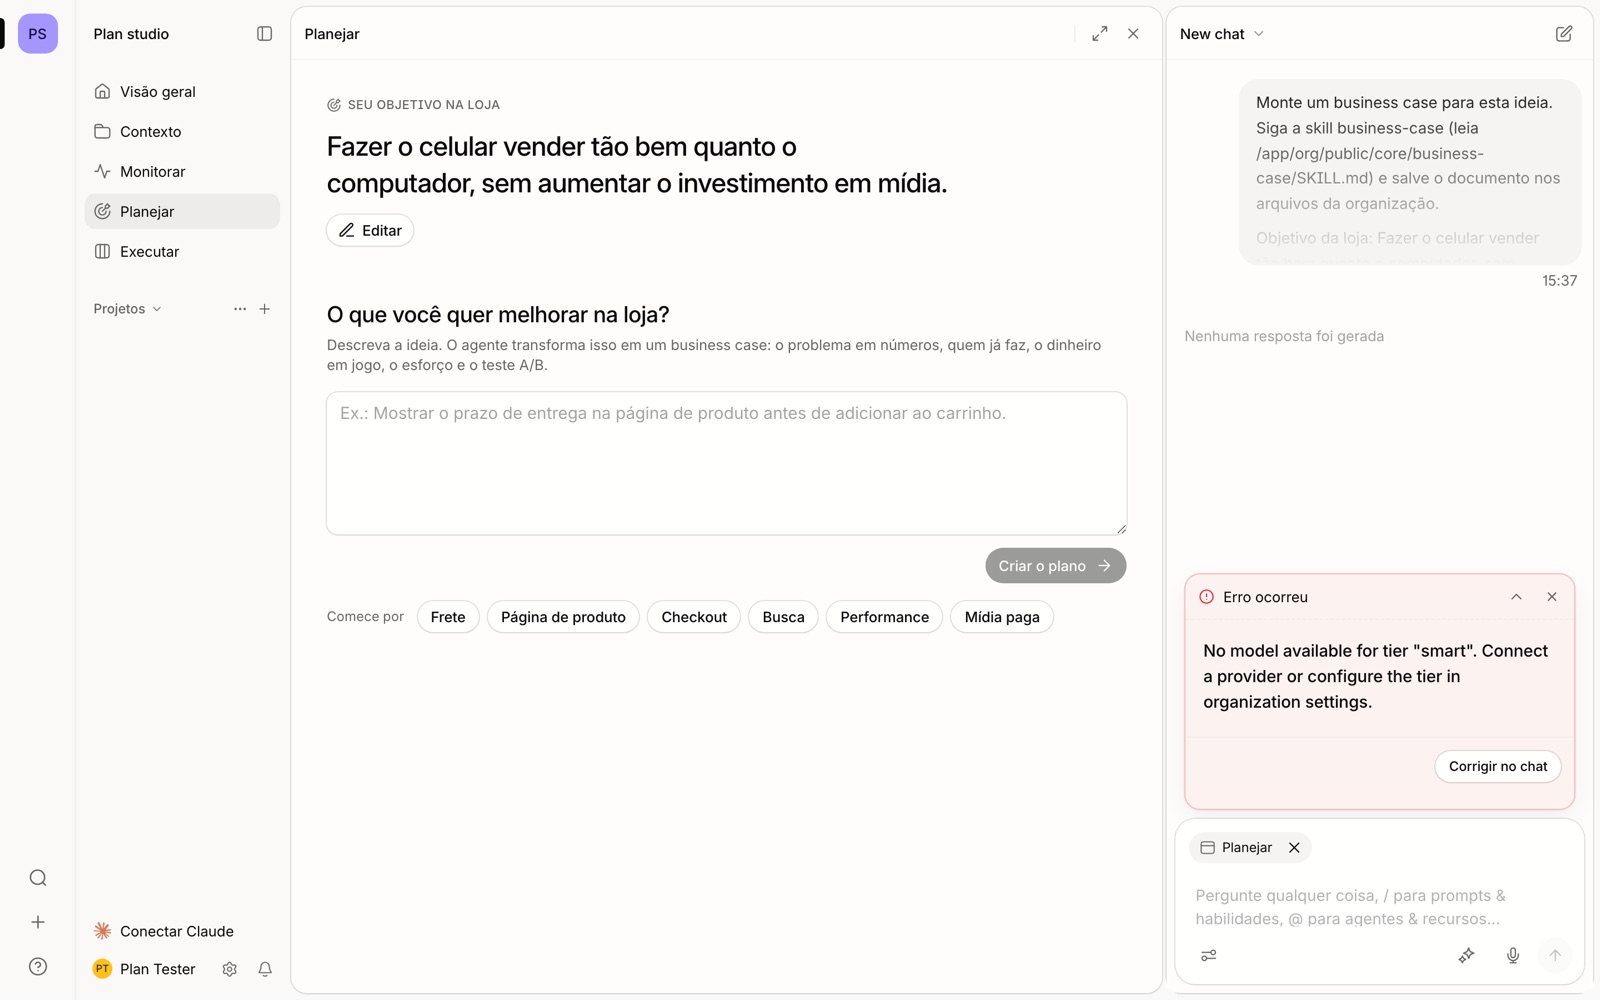 PS
Plan studio
Visão geral
Contexto
Monitorar
Planejar
Executar
Projetos
Conectar Claude
PT
Plan Tester
Planejar
SEU OBJETIVO NA LOJA
Fazer o celular vender tão bem quanto o
computador, sem aumentar o investimento em mídia.
Editar
O que você quer melhorar na loja?
Descreva a ideia. O agente transforma isso em um business case: o problema em números, quem já faz, o dinheiro
em jogo, o esforço e o teste A/B.
Ex.: Mostrar o prazo de entrega na página de produto antes de adicionar ao carrinho.
Criar o plano
Comece por
Frete
Página de produto
Checkout
Busca
Performance
Mídia paga
New chat
Monte um business case para esta ideia.
Siga a skill business-case (leia
/app/org/public/core/business-
case/SKILL.md) e salve o documento nos
arquivos da organização.
Objetivo da loja: Fazer o celular vender
15:37
Nenhuma resposta foi gerada
Erro ocorreu
No model available for tier "smart". Connect
a provider or configure the tier in
organization settings.
Corrigir no chat
Planejar
Pergunte qualquer coisa, / para prompts &
habilidades, @ para agentes & recursos...